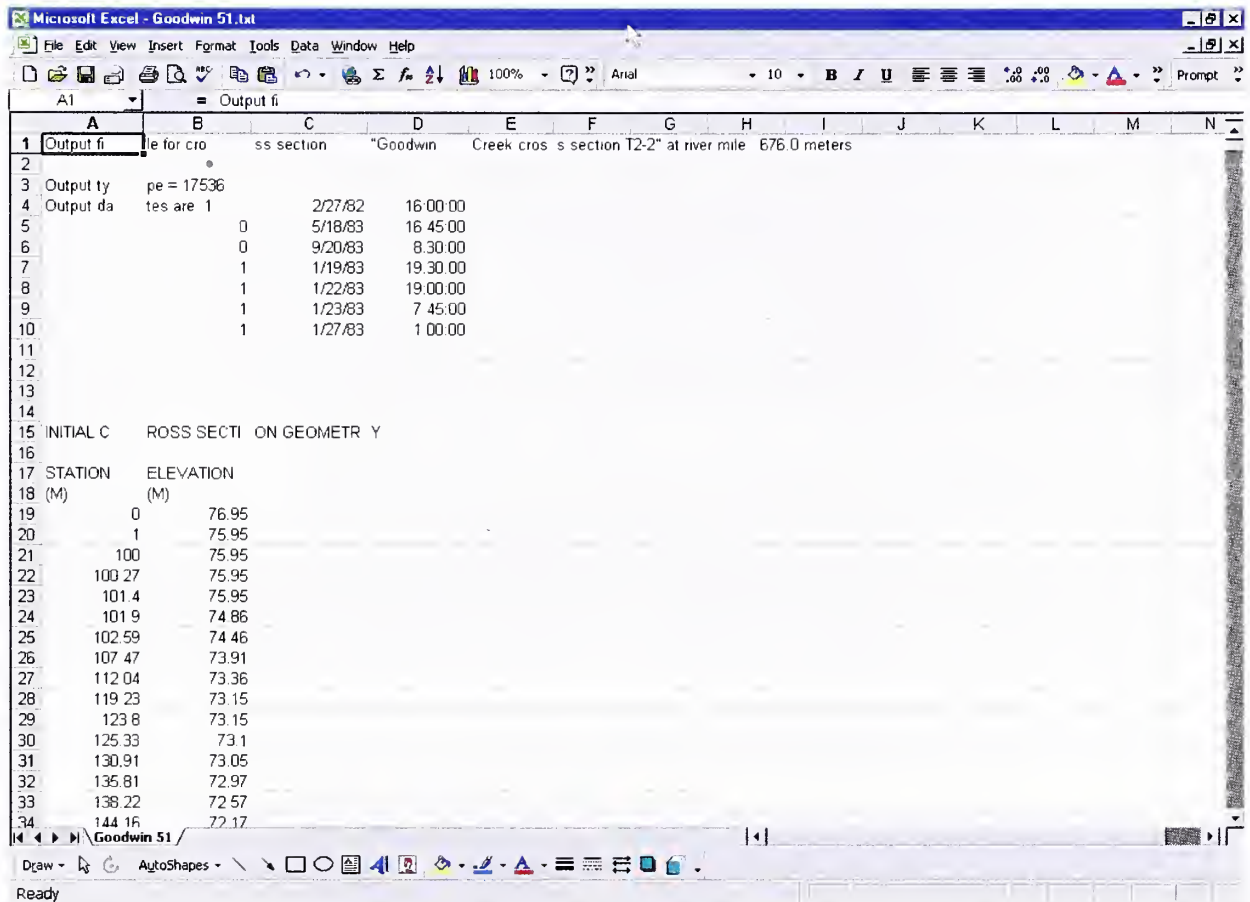 Microsoft Excel - Goodwin 51.txt
File Edit View Insert Format Tools Data Window Help
100% Arial 10 B I U Prompt
A1 = Output fi
A B C D E F G H I J K L M N
1 Output fi le for cro ss section "Goodwin Creek cros s section T2-2" at river mile 676.0 meters
2
3 Output ty pe = 17536
4 Output da tes are 1 2/27/82 16:00:00
5 0 5/18/83 16 45:00
6 0 9/20/83 8.30:00
7 1 1/19/83 19.30.00
8 1 1/22/83 19:00:00
9 1 1/23/83 7 45:00
10 1 1/27/83 1 00:00
11
12
13
14
15 INITIAL C ROSS SECTI ON GEOMETR Y
16
17 STATION ELEVATION
18 (M) (M)
19 0 76.95
20 1 75.95
21 100 75.95
22 100 27 75.95
23 101.4 75.95
24 101 9 74 86
25 102.59 74 46
26 107 47 73.91
27 112 04 73.36
28 119 23 73.15
29 123 8 73.15
30 125.33 73.1
31 130.91 73.05
32 135.81 72.97
33 138.22 72 57
34 144 16 72 17
Goodwin 51
Draw AutoShapes
Ready